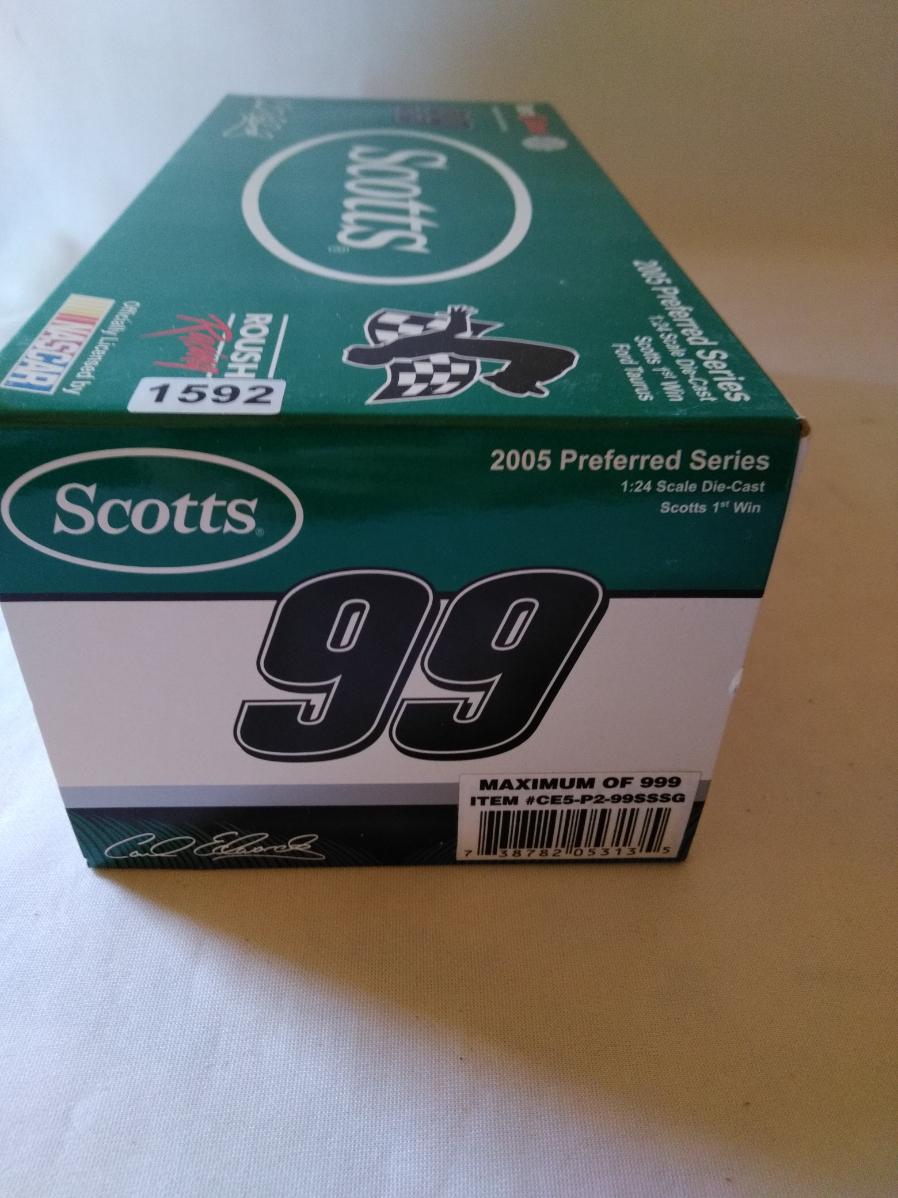 Scotts
2005 Preferred Series
1:24 Scale Die-Cast
Scotts 1st Win
Ford Taurus
ROUSH
Racing
Officially Licensed by
NASCAR
1592
Scotts®
2005 Preferred Series
1:24 Scale Die-Cast
Scotts 1st Win
99
Carl Edwards
MAXIMUM OF 999
ITEM #CE5-P2-99SSSG
7 38782 05313 5